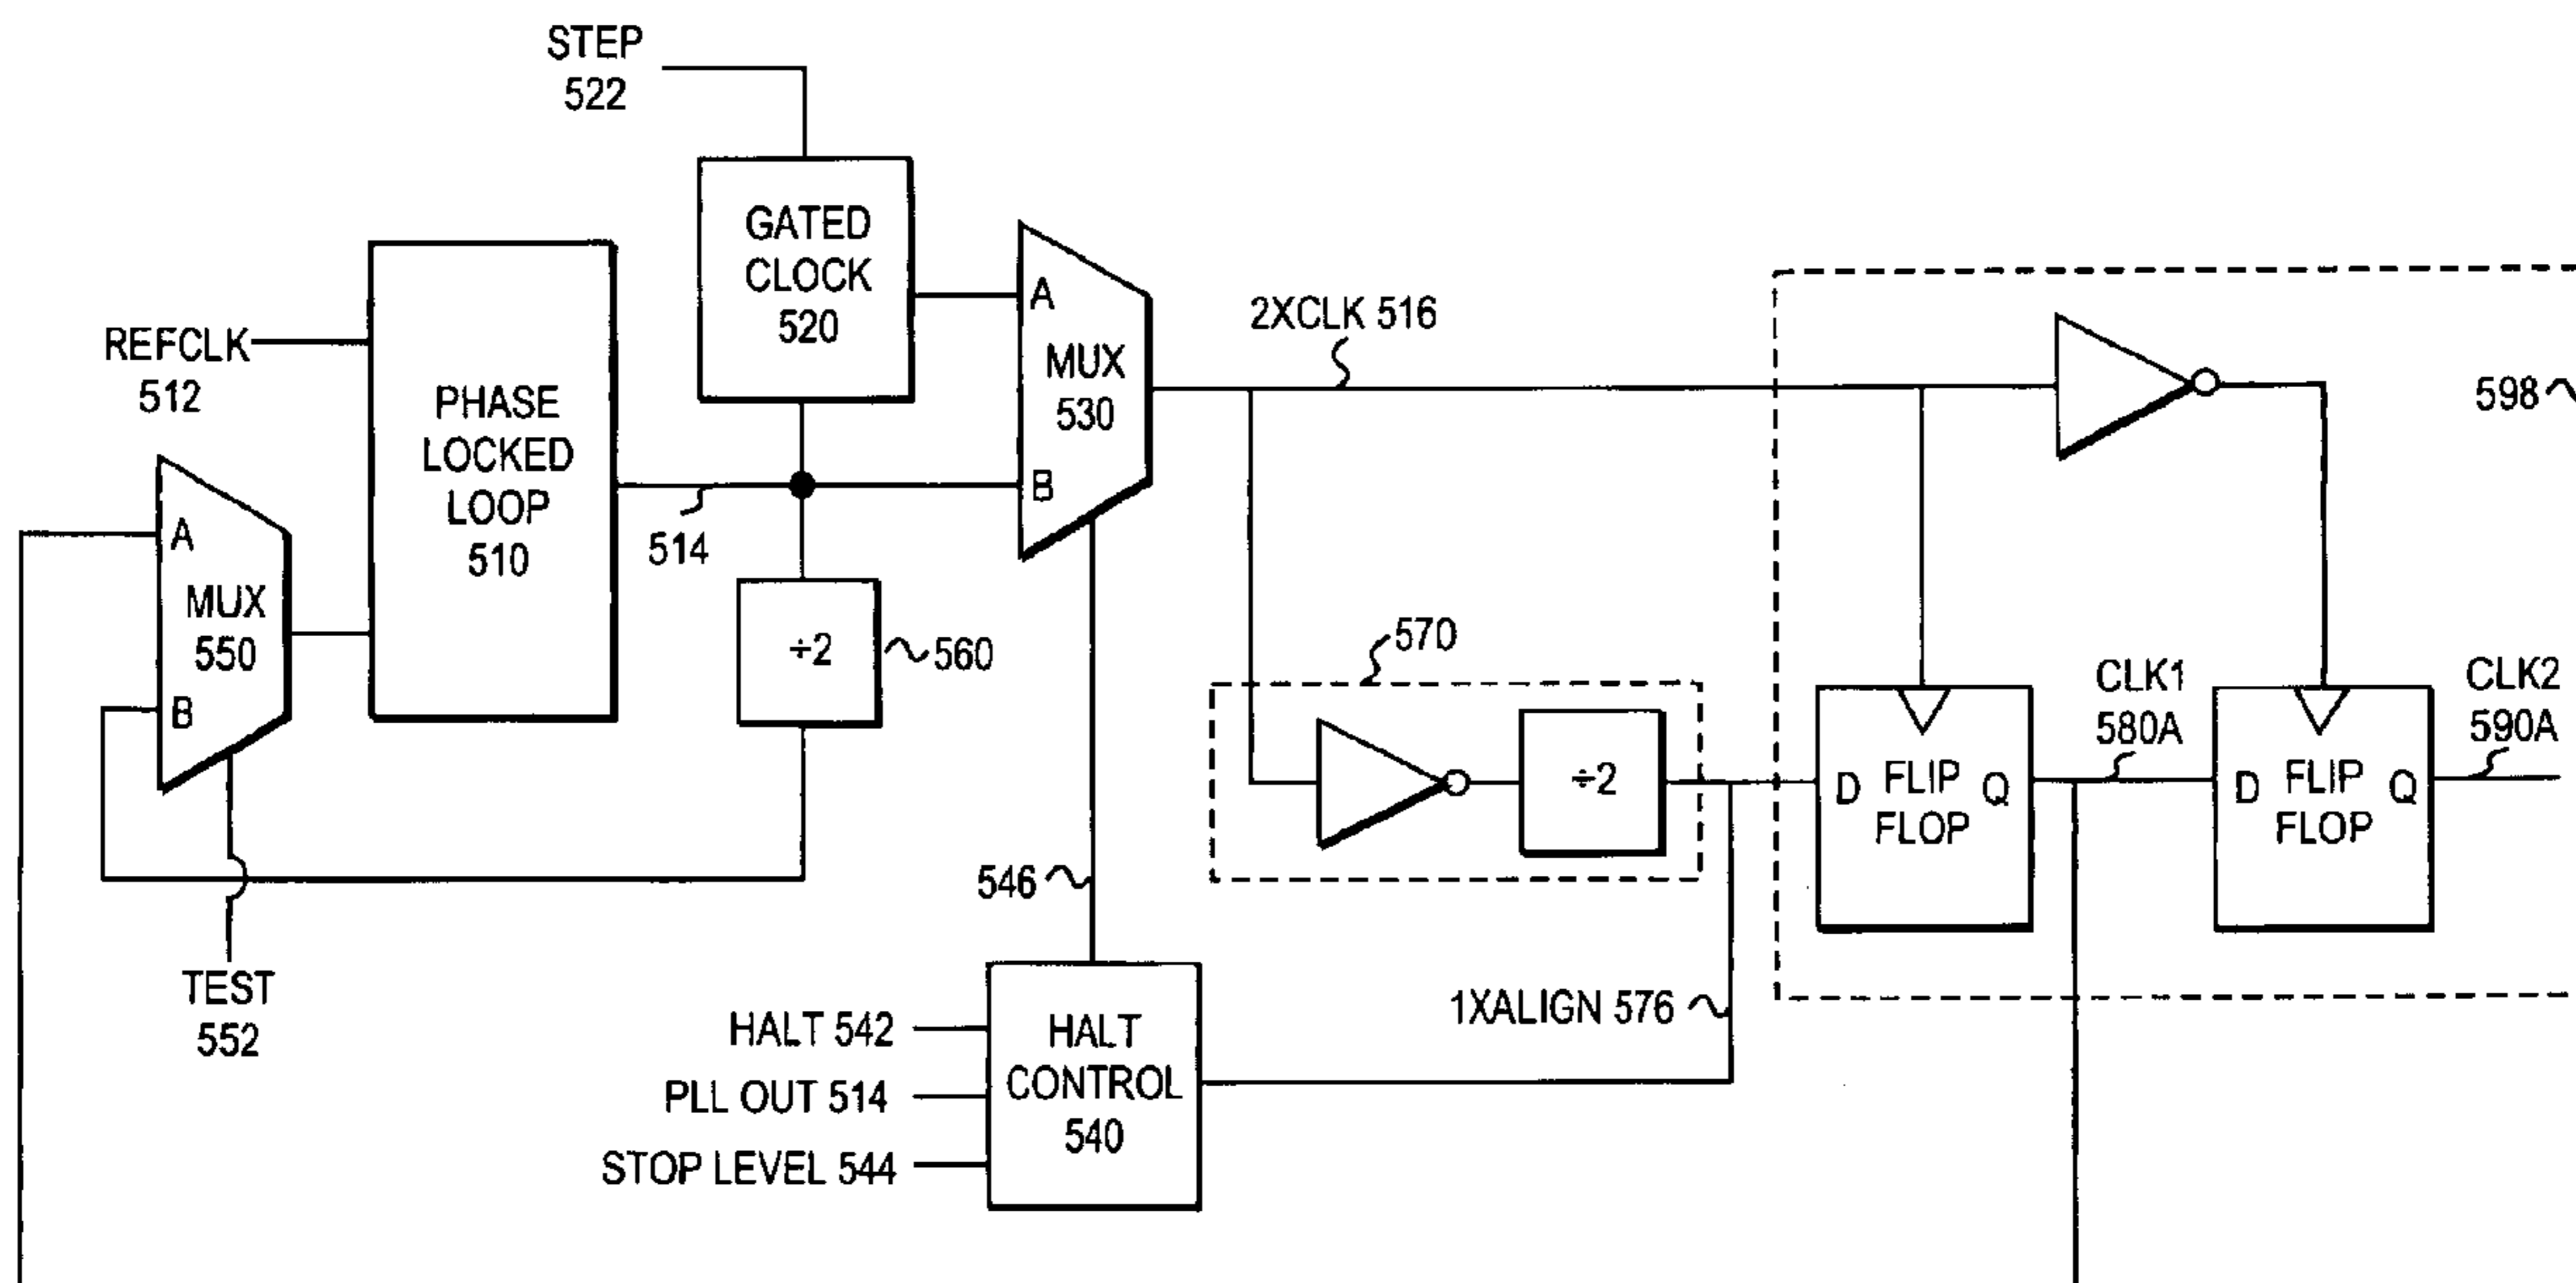 STEP
522
GATED
CLOCK
520
A
B
MUX
530
REFCLK
512
PHASE
LOCKED
LOOP
510
514
A
MUX
550
B
÷2
560
TEST
552
2XCLK 516
570
÷2
546
1XALIGN 576
HALT 542
PLL OUT 514
STOP LEVEL 544
HALT
CONTROL
540
598
D FLIP Q
FLOP
CLK1
580A
D FLIP Q
FLOP
CLK2
590A